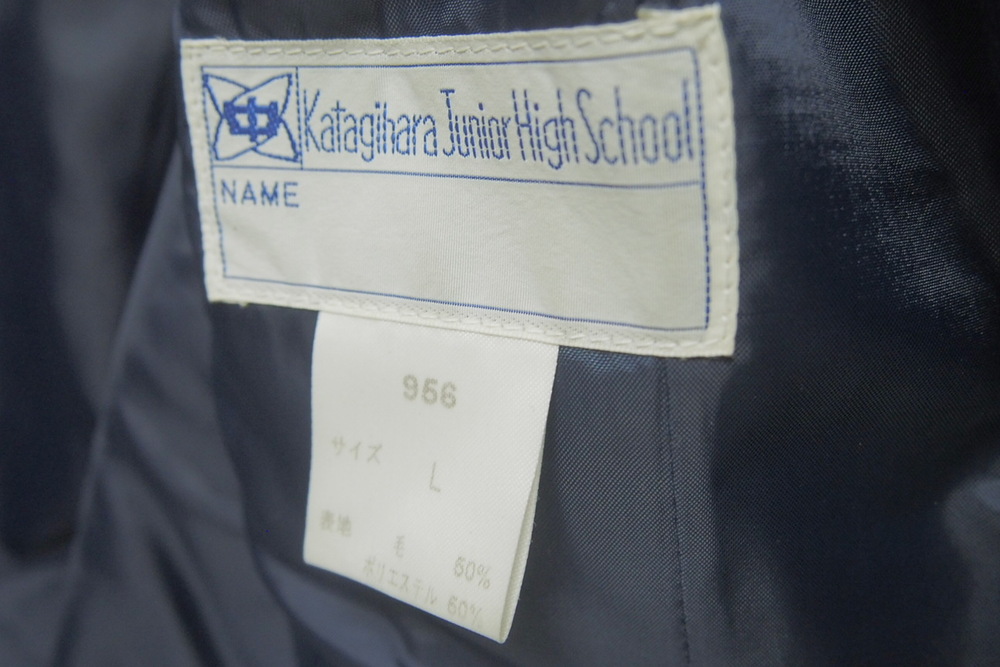 中
Katagihara Junior High School
NAME
956
サイズ L
表地 毛 60%
ポリエステル 60%